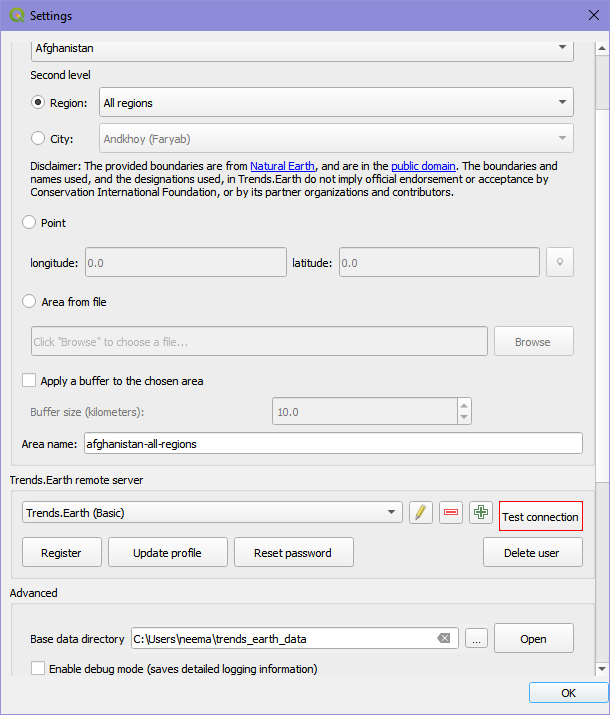 Settings
Afghanistan
Second level
Region: All regions
City: Andkhoy (Faryab)
Disclaimer: The provided boundaries are from Natural Earth, and are in the public domain. The boundaries and
names used, and the designations used, in Trends.Earth do not imply official endorsement or acceptance by
Conservation International Foundation, or by its partner organizations and contributors.
Point
longitude: 0.0 latitude: 0.0
Area from file
Click "Browse" to choose a file... Browse
Apply a buffer to the chosen area
Buffer size (kilometers): 10.0
Area name: afghanistan-all-regions
Trends.Earth remote server
Trends.Earth (Basic) Test connection
Register Update profile Reset password Delete user
Advanced
Base data directory C:\Users\neema\trends_earth_data ... Open
Enable debug mode (saves detailed logging information)
OK